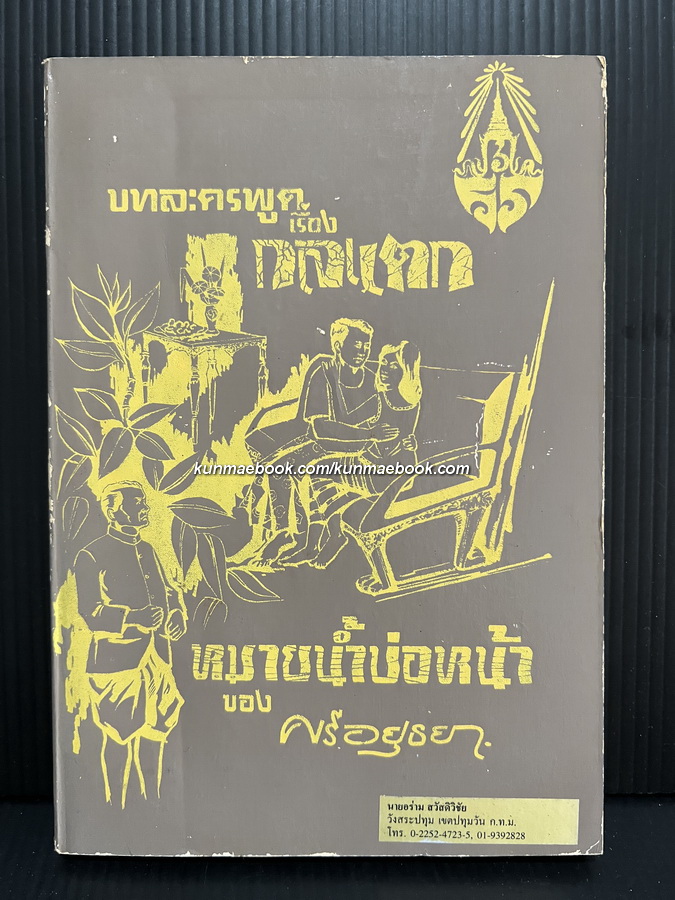 บทละครพูด
เรื่อง
กลแตก
kunmaebook.com/kunmaebook.com
หมายน้ำบ่อหน้า
ของ
ศรีอยุธยา.
นายอร่าม สวัสดิวิชัย
วังสระปทุม เขตปทุมวัน ก.ท.ม.
โทร. 0-2252-4723-5, 01-9392828